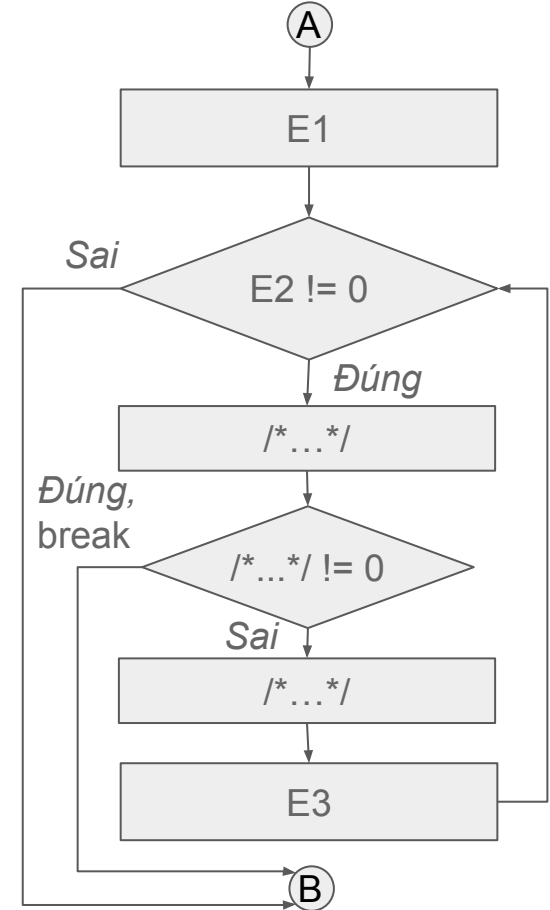 A
E1
Sai
E2 != 0
Đúng
/*…*/
Đúng,
break
/*...*/ != 0
Sai
/*…*/
E3
B